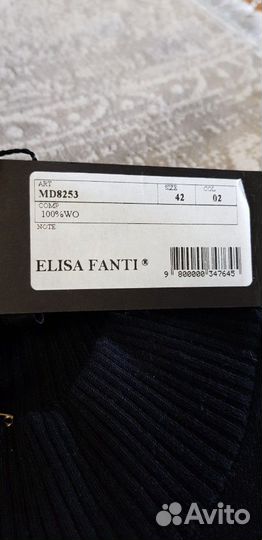 ART SIZE COL
MD8253 42 02
COMP
100%WO
NOTE
ELISA FANTI ®
9 800000 347645
Avito